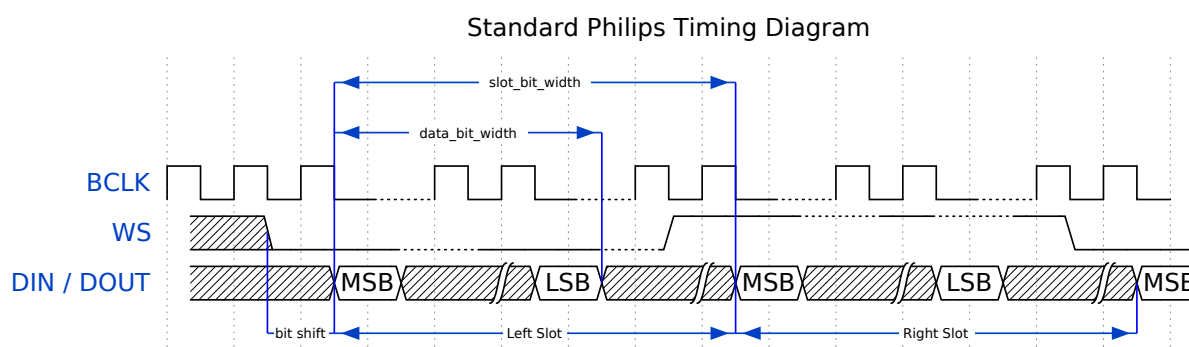 Standard Philips Timing Diagram
slot_bit_width
data_bit_width
BCLK
WS
DIN / DOUT
MSB
LSB
MSB
LSB
MSB
bit shift
Left Slot
Right Slot